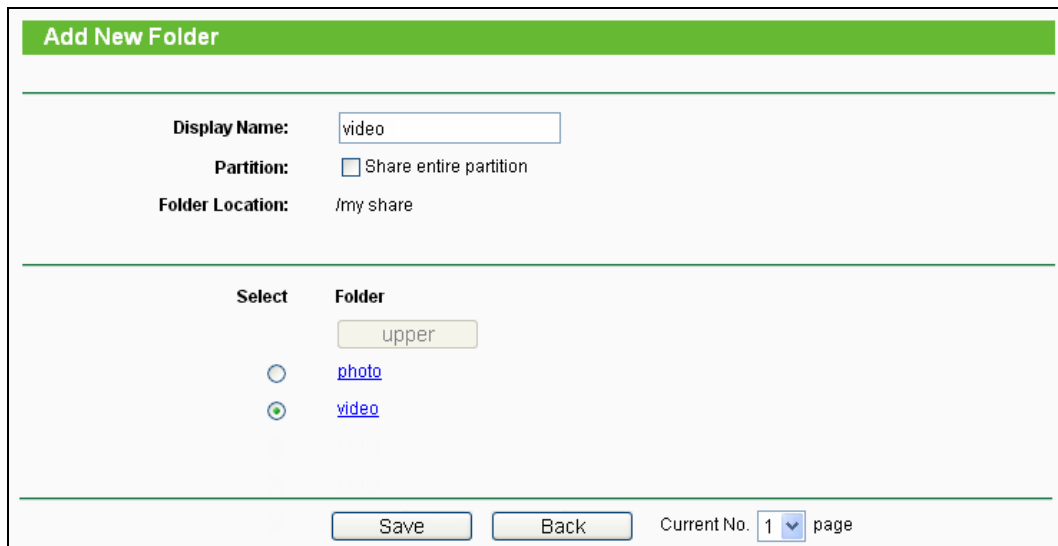 Add New Folder
Display Name: video
Partition: Share entire partition
Folder Location: /my share
Select Folder
upper
photo
video
Save Back Current No. 1 page